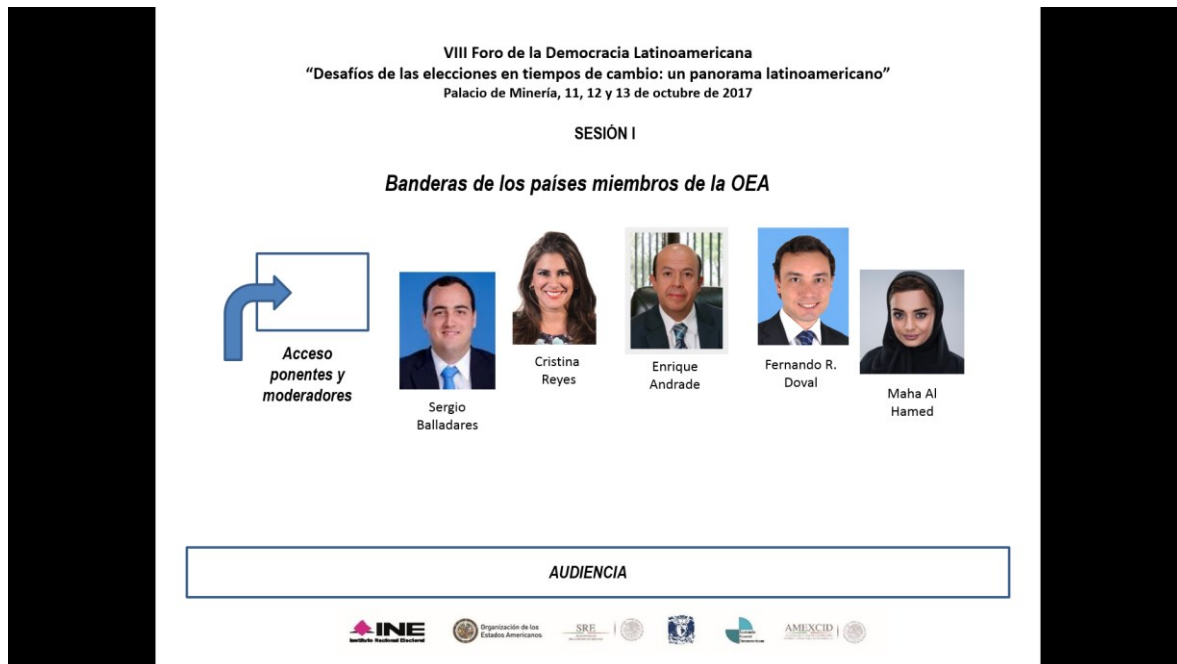 VIII Foro de la Democracia Latinoamericana
“Desafíos de las elecciones en tiempos de cambio: un panorama latinoamericano”
Palacio de Minería, 11, 12 y 13 de octubre de 2017
SESIÓN I
Banderas de los países miembros de la OEA
Acceso
ponentes y
moderadores
Sergio
Balladares
Cristina
Reyes
Enrique
Andrade
Fernando R.
Doval
Maha Al
Hamed
AUDIENCIA
INE
Instituto Nacional Electoral
Organización de los
Estados Americanos
SRE
AMEXCID